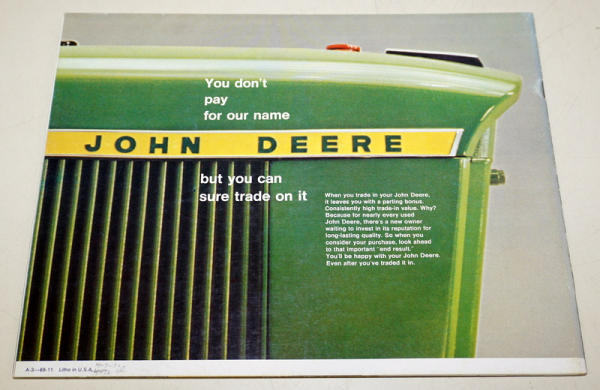 You don't
pay
for our name
JOHN DEERE
but you can
sure trade on it
When you trade in your John Deere,
it leaves you with a parting bonus.
Consistently high trade-in value. Why?
Because for nearly every used
John Deere, there's a new owner
waiting to invest in its reputation for
long-lasting quality. So when you
consider your purchase, look ahead
to that important "end result."
You'll be happy with your John Deere.
Even after you've traded it in.
A-3—69-11 Litho in U.S.A.